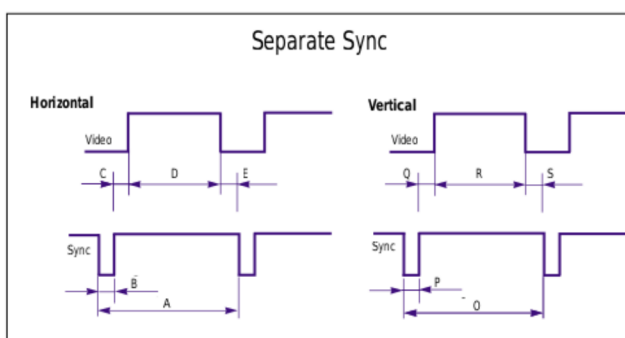 Separate Sync
Horizontal
Vertical
Video
Video
C D E
Q R S
Sync
Sync
B
P
A
O